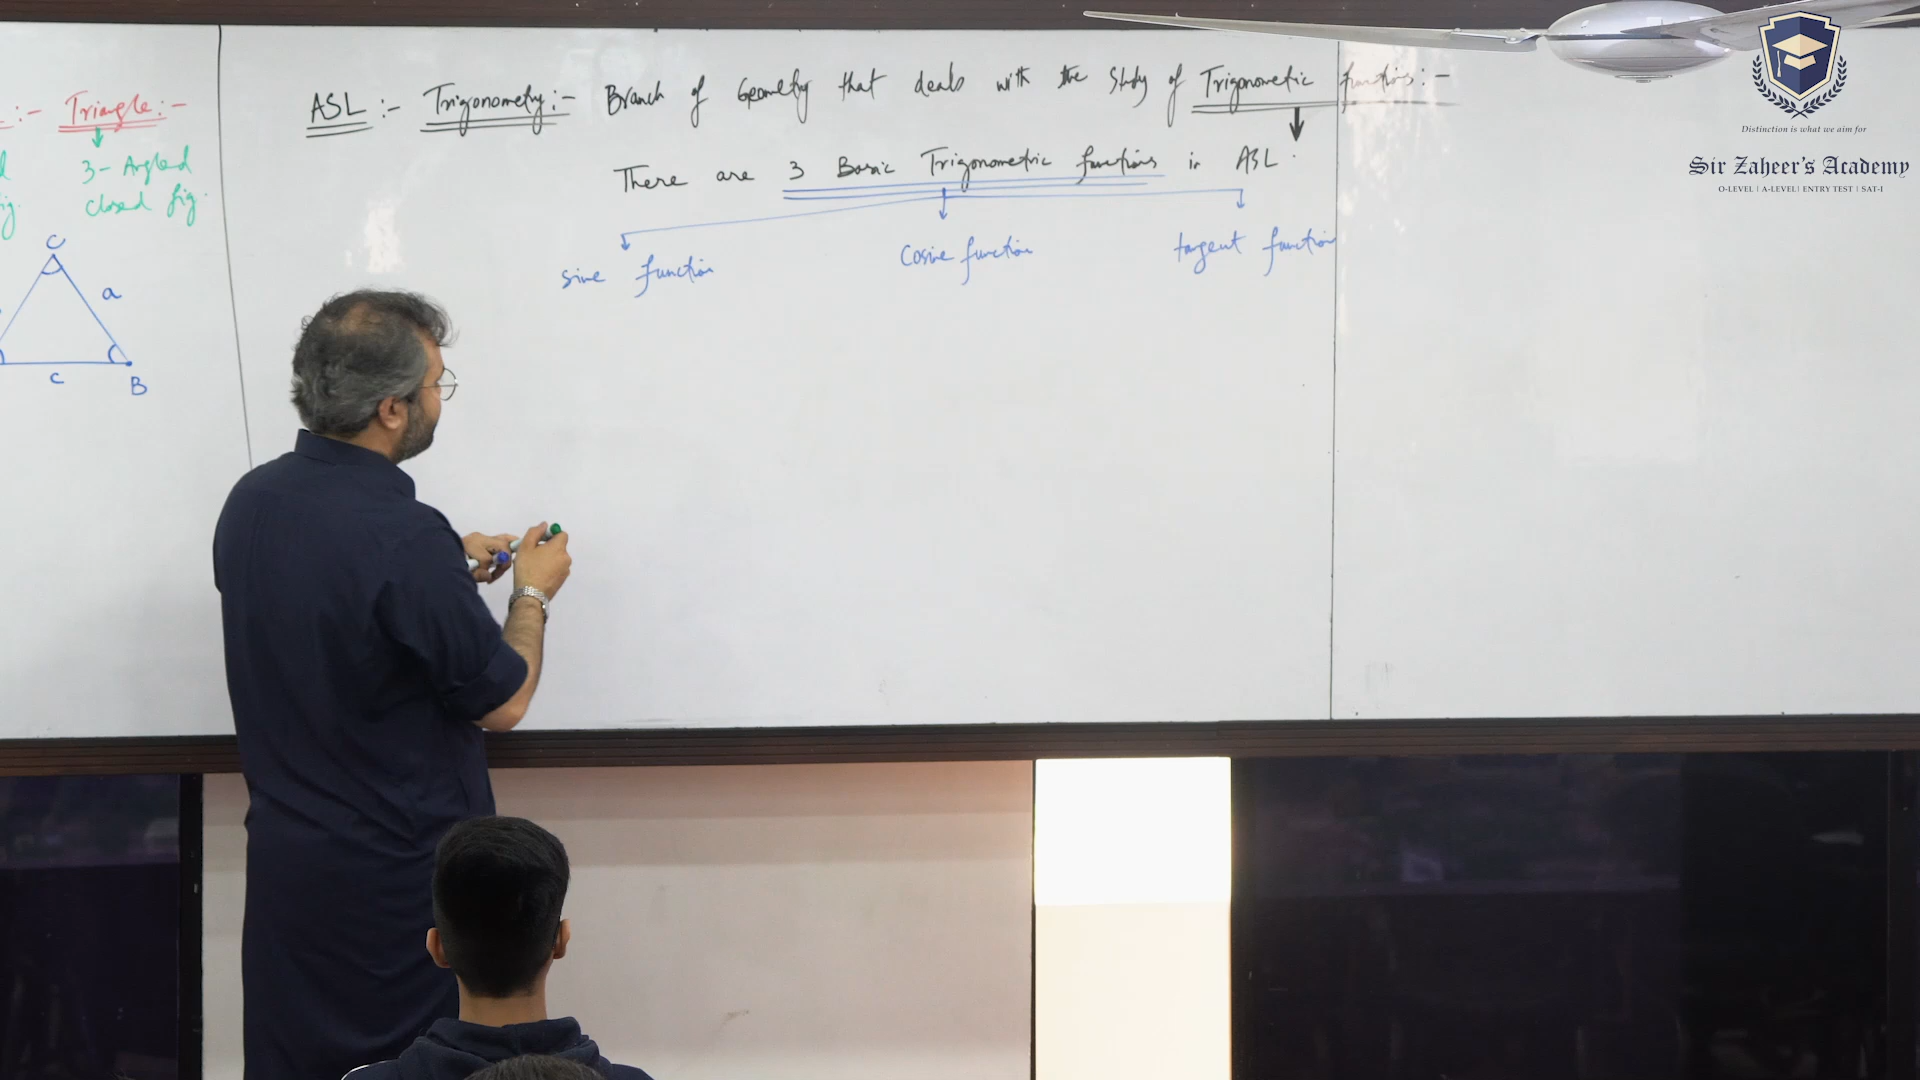 :- Triangle:-
3-Angled
closed fig.
C
a
c
B
ASL :- Trigonometry:- Branch of Geometry that deals with the study of Trigonometric functions:-
There are 3 Basic Trigonometric functions in ASL.
sine function
cosine function
tangent function
Distinction is what we aim for
Sir Zaheer's Academy
O-LEVEL | A-LEVEL | ENTRY TEST | SAT-I